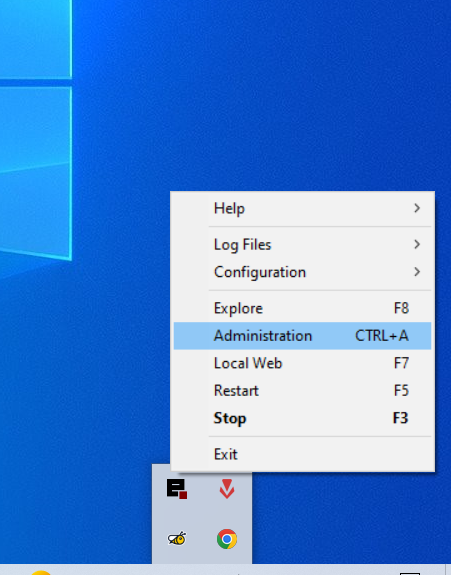 Help
Log Files
Configuration
Explore F8
Administration CTRL+A
Local Web F7
Restart F5
Stop F3
Exit